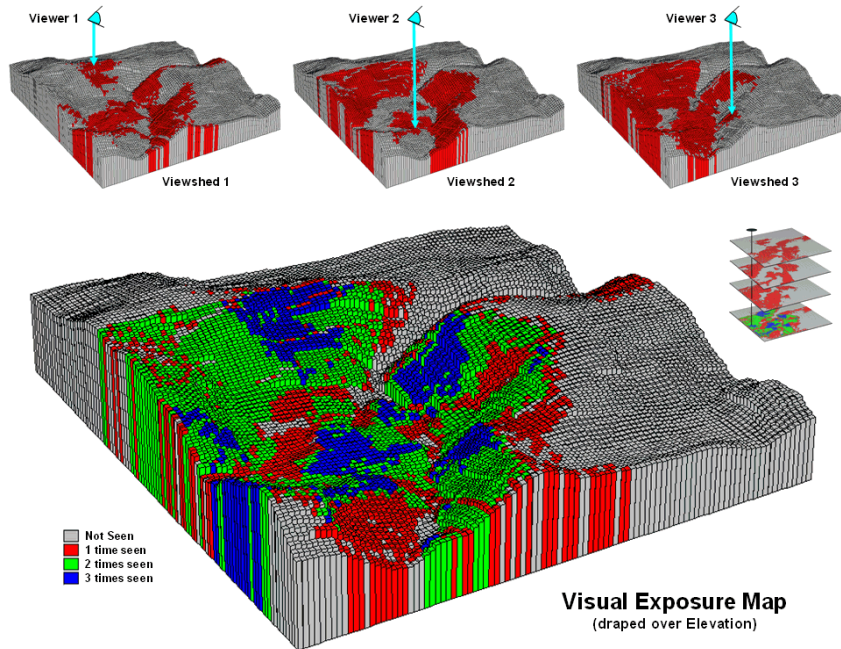 Viewer 1
Viewer 2
Viewer 3
Viewshed 1
Viewshed 2
Viewshed 3
Not Seen
1 time seen
2 times seen
3 times seen
Visual Exposure Map
(draped over Elevation)